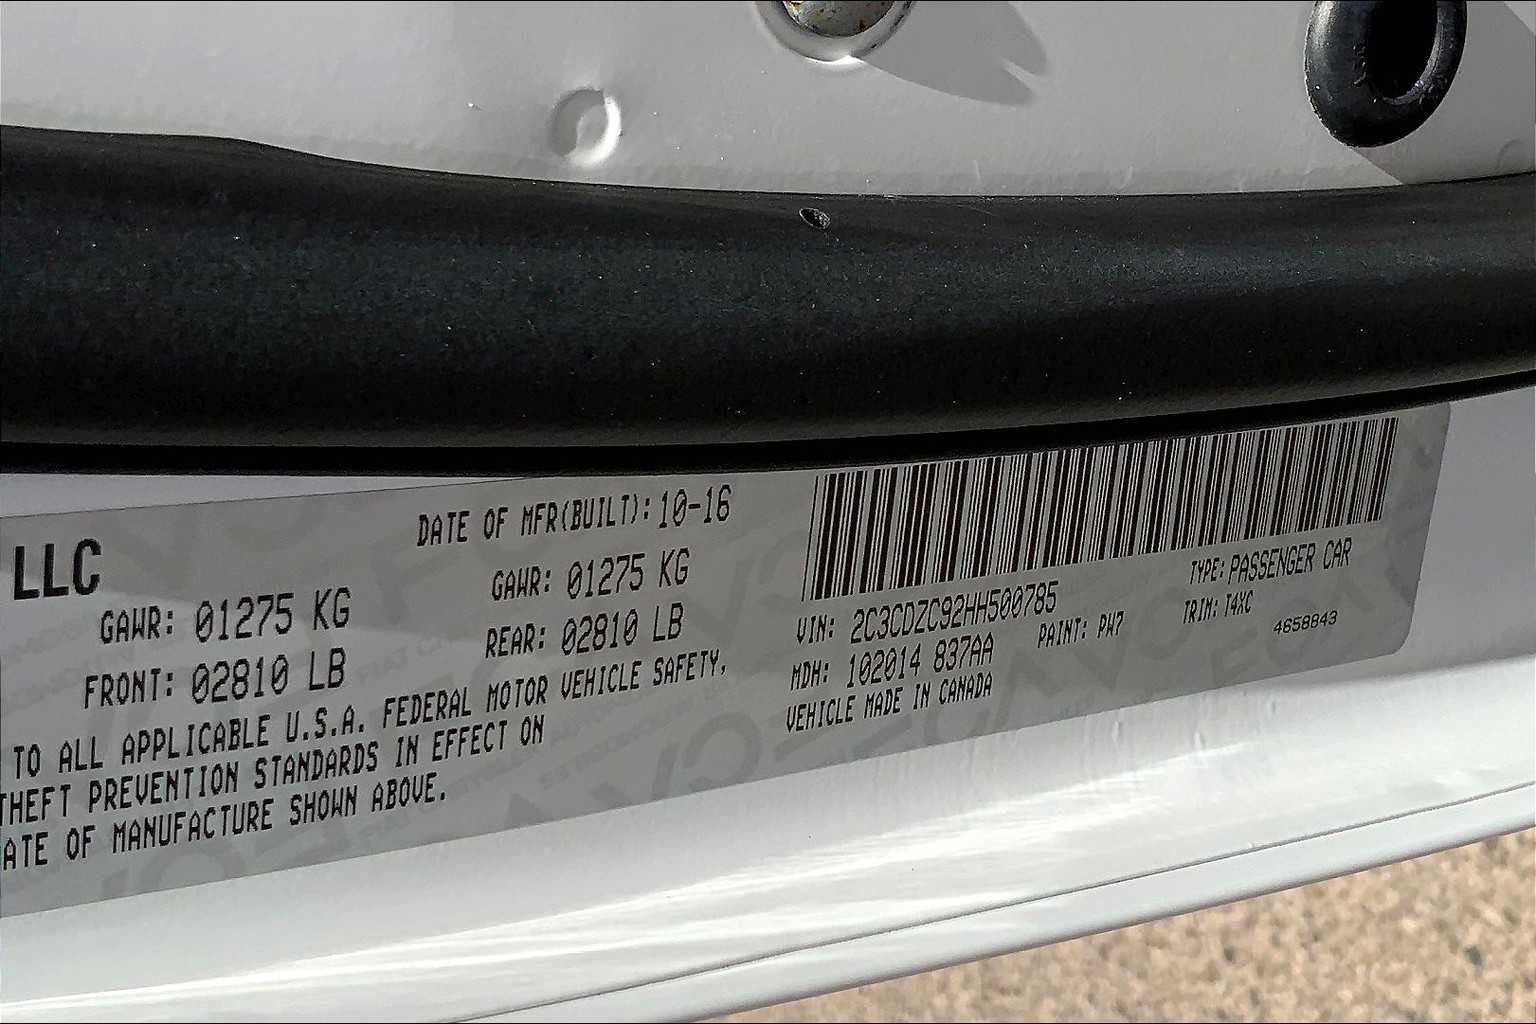 LLC
DATE OF MFR(BUILT): 10-16
GAWR: 01275 KG
GAWR: 01275 KG
FRONT: 02810 LB
REAR: 02810 LB
TO ALL APPLICABLE U.S.A. FEDERAL MOTOR VEHICLE SAFETY,
THEFT PREVENTION STANDARDS IN EFFECT ON
ATE OF MANUFACTURE SHOWN ABOVE.
VIN: 2C3CDZC92HH500785
TYPE: PASSENGER CAR
MDH: 102014 837AA
PAINT: PW7
TRIM: T4XC
4658843
VEHICLE MADE IN CANADA